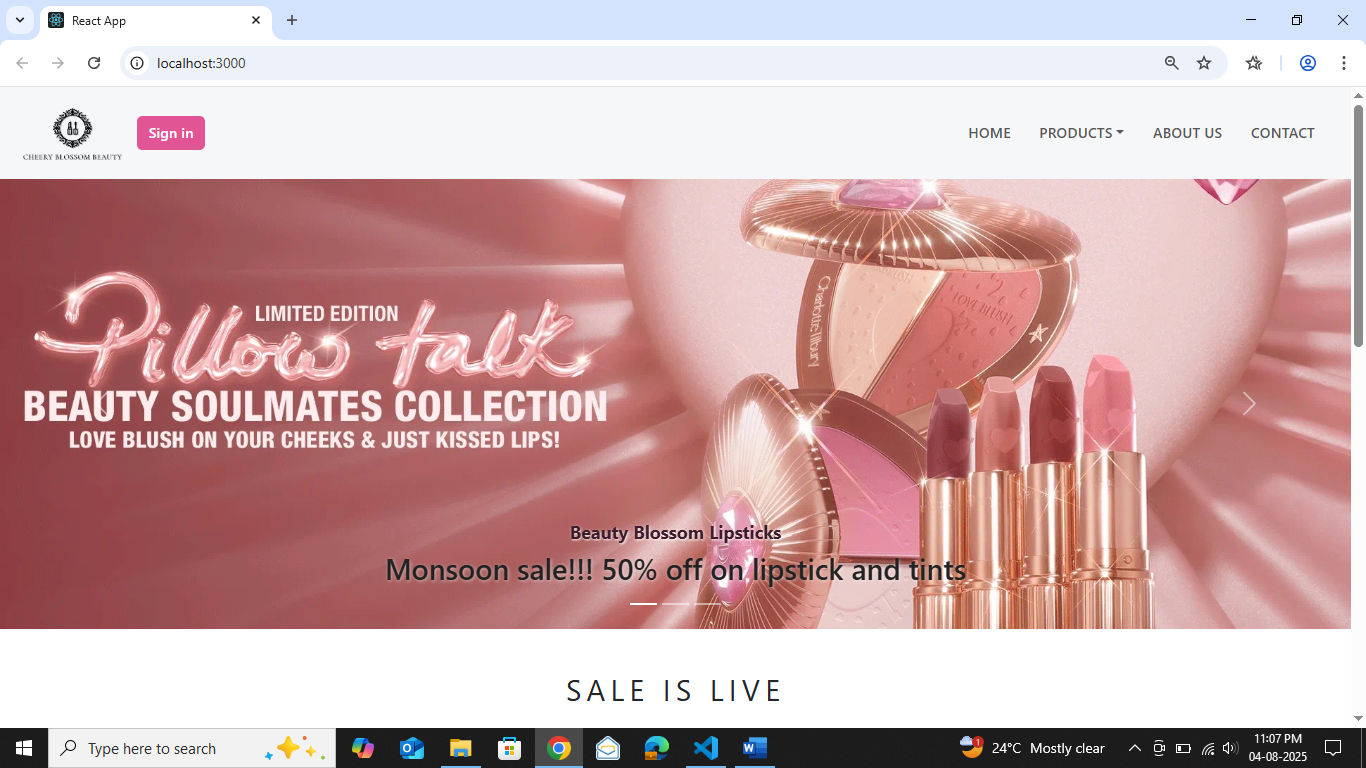 React App
localhost:3000
CHEERY BLOSSOM BEAUTY
Sign in
HOME
PRODUCTS
ABOUT US
CONTACT
LIMITED EDITION
Pillow talk
BEAUTY SOULMATES COLLECTION
LOVE BLUSH ON YOUR CHEEKS & JUST KISSED LIPS!
LOVE BLUSH
Beauty Blossom Lipsticks
Monsoon sale!!! 50% off on lipstick and tints
SALE IS LIVE
Type here to search
1
24°C Mostly clear
11:07 PM
04-08-2025